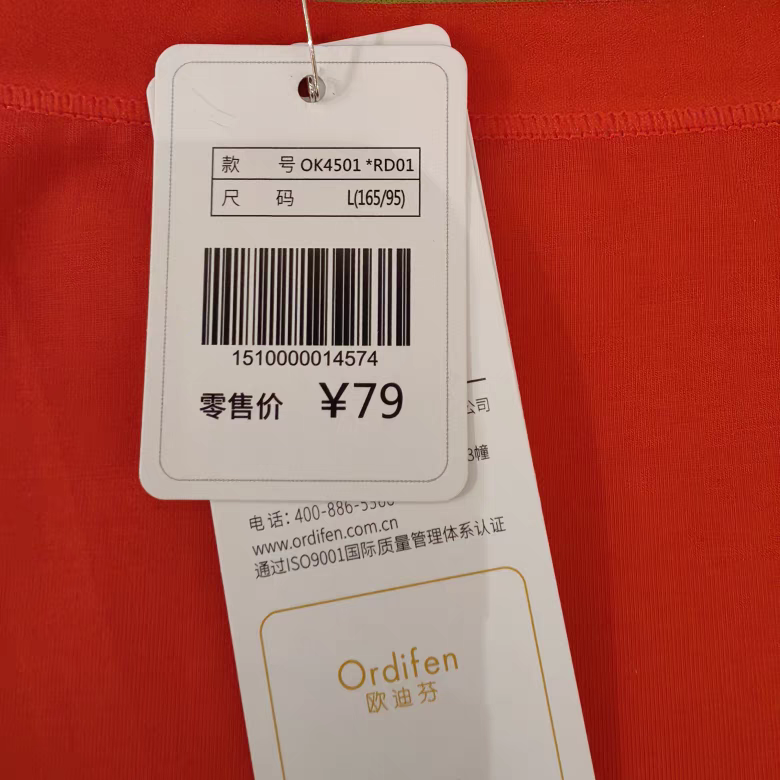 款 号 OK4501 *RD01
尺 码 L(165/95)
1510000014574
零售价 ¥79
公司
3幢
电话: 400-886-5300
www.ordifen.com.cn
通过ISO9001国际质量管理体系认证
Ordifen
欧迪芬